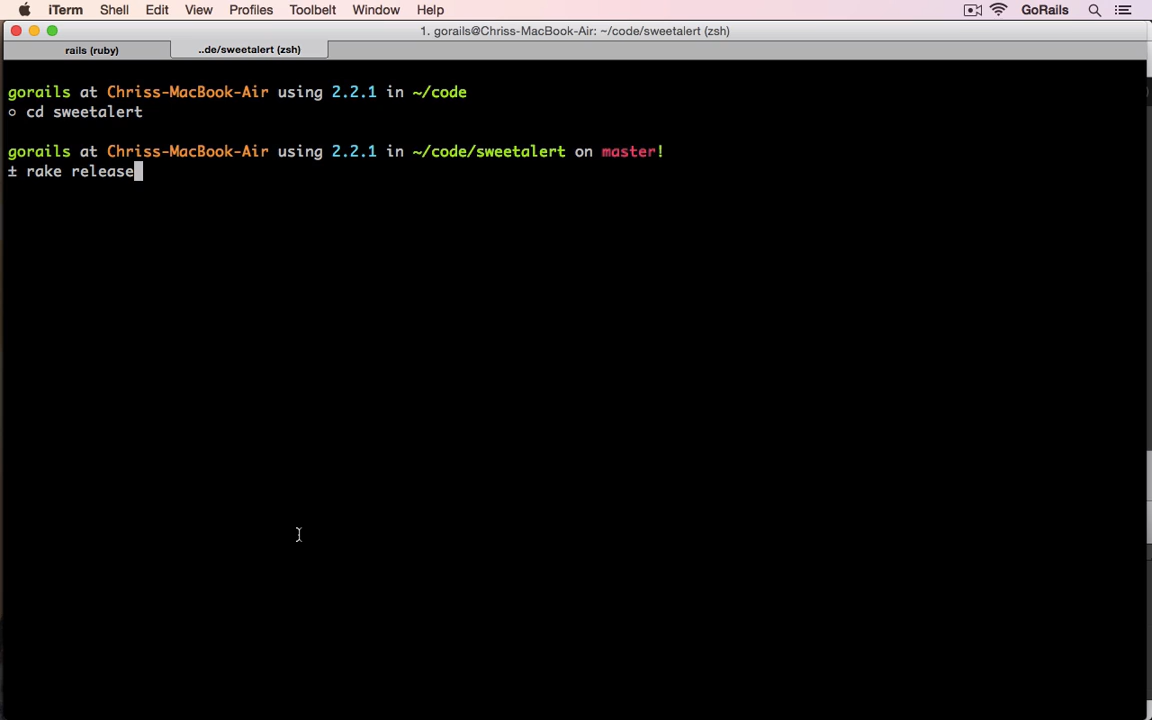 iTerm Shell Edit View Profiles Toolbelt Window Help GoRails
1. gorails@Chriss-MacBook-Air: ~/code/sweetalert (zsh)
rails (ruby) ..de/sweetalert (zsh)
gorails at Chriss-MacBook-Air using 2.2.1 in ~/code
○ cd sweetalert
gorails at Chriss-MacBook-Air using 2.2.1 in ~/code/sweetalert on master!
± rake release